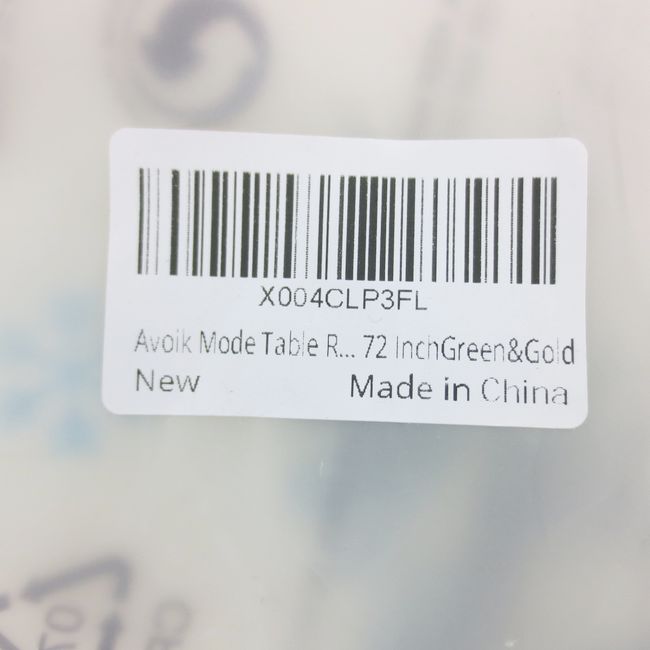 X004CLP3FL
Avoik Mode Table R... 72 InchGreen&Gold
New
Made in China